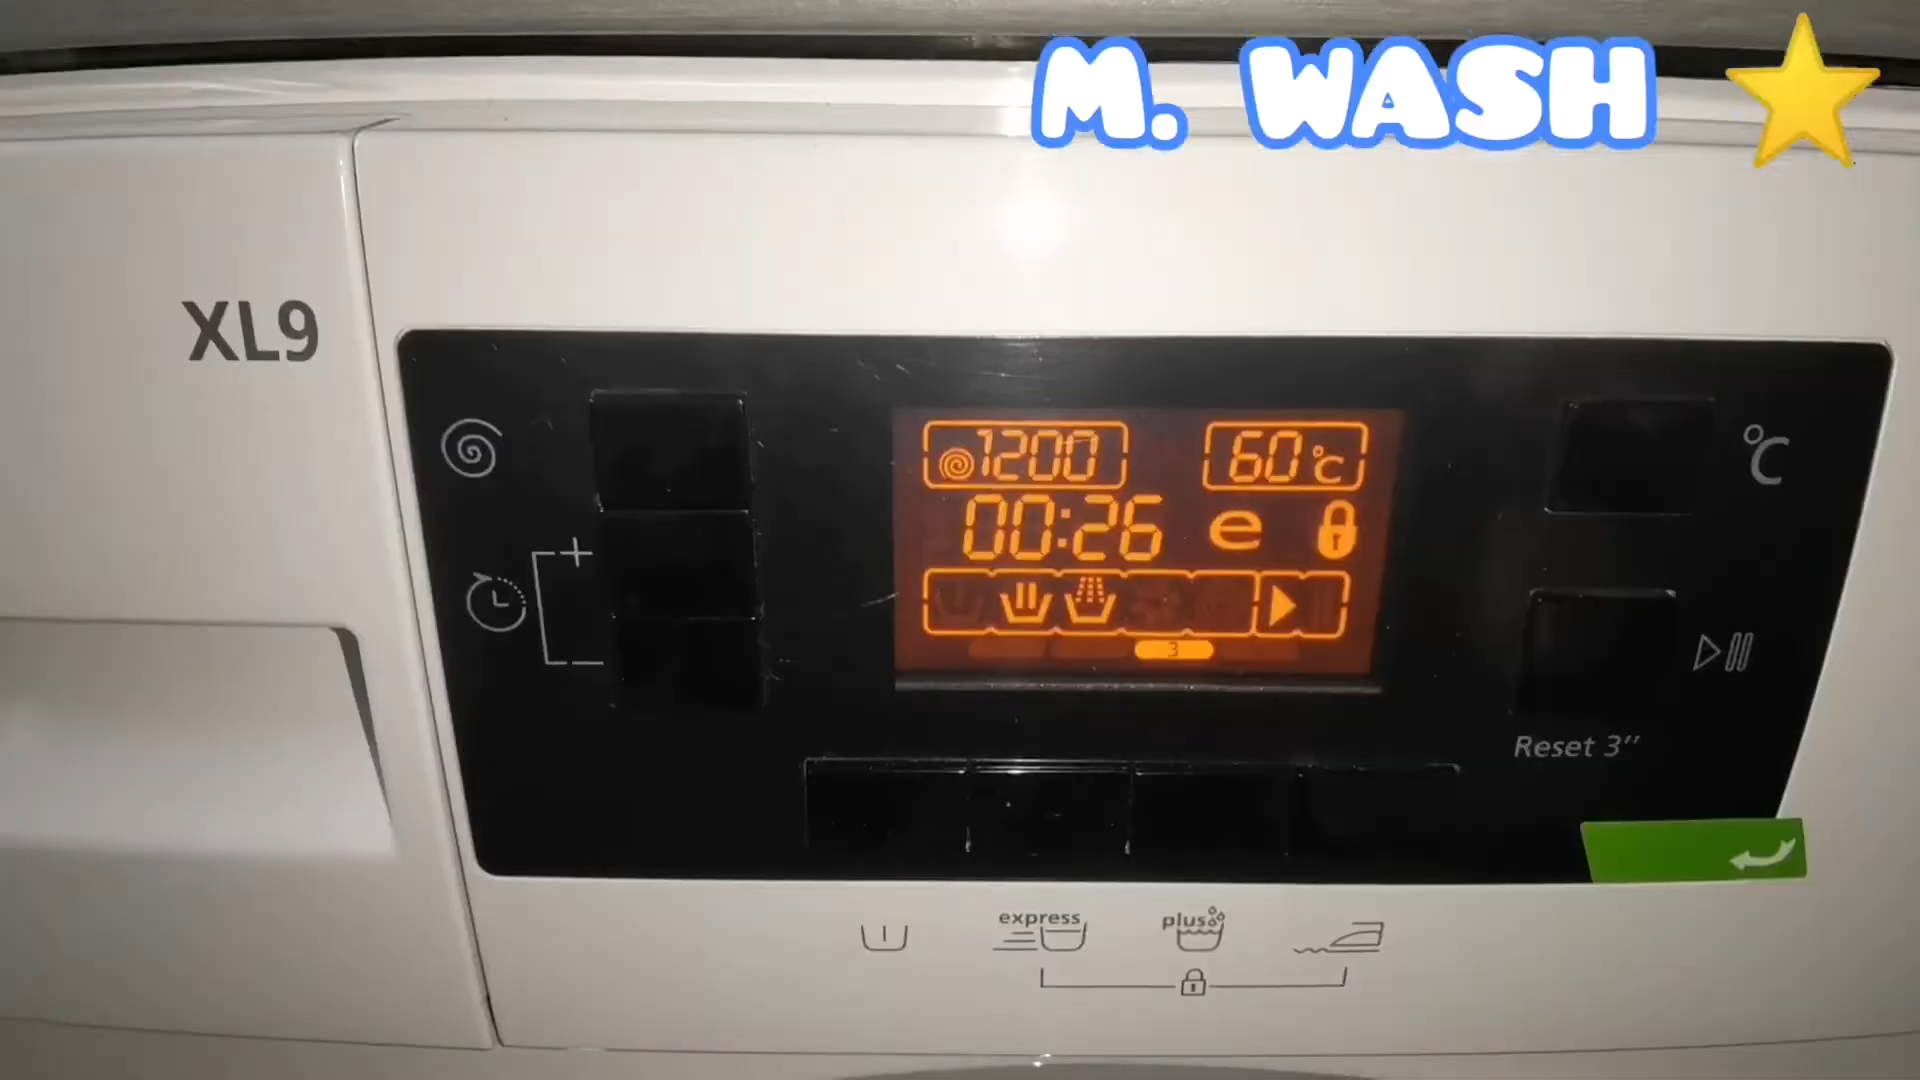 M. WASH
XL9
1200
60°C
00:26
e
3
°C
Reset 3’’
express
plus